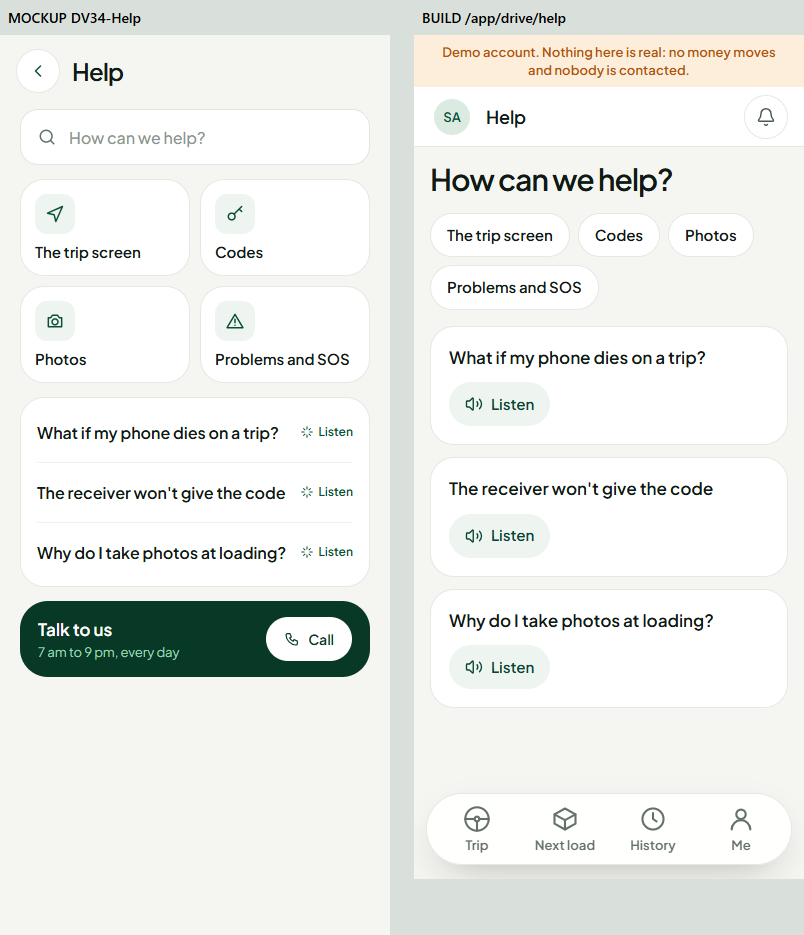 MOCKUP DV34-Help
Help
How can we help?
The trip screen
Codes
Photos
Problems and SOS
What if my phone dies on a trip?
Listen
The receiver won't give the code
Listen
Why do I take photos at loading?
Listen
Talk to us
7 am to 9 pm, every day
Call
BUILD /app/drive/help
Demo account. Nothing here is real: no money moves
and nobody is contacted.
SA
Help
How can we help?
The trip screen
Codes
Photos
Problems and SOS
What if my phone dies on a trip?
Listen
The receiver won't give the code
Listen
Why do I take photos at loading?
Listen
Trip
Next load
History
Me